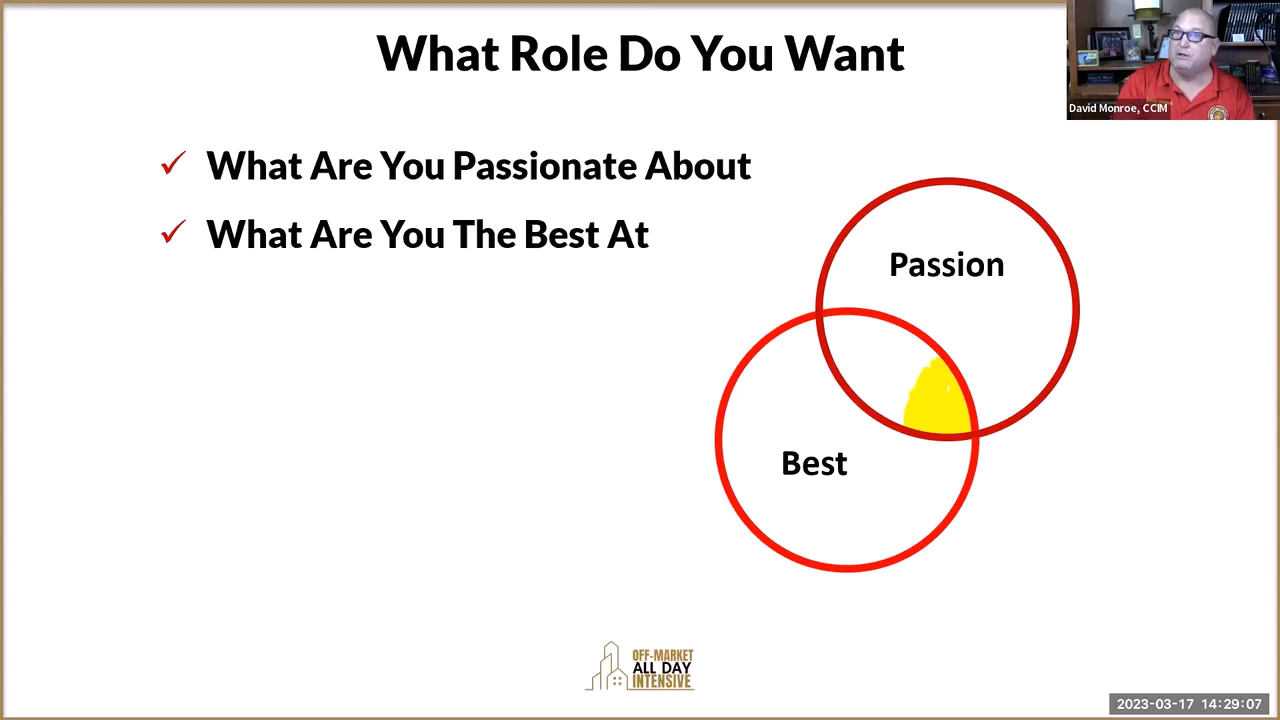 What Role Do You Want
David Monroe, CCIM
✓ What Are You Passionate About
✓ What Are You The Best At
Passion
Best
OFF-MARKET
ALL DAY
INTENSIVE
2023-03-17 14:29:07